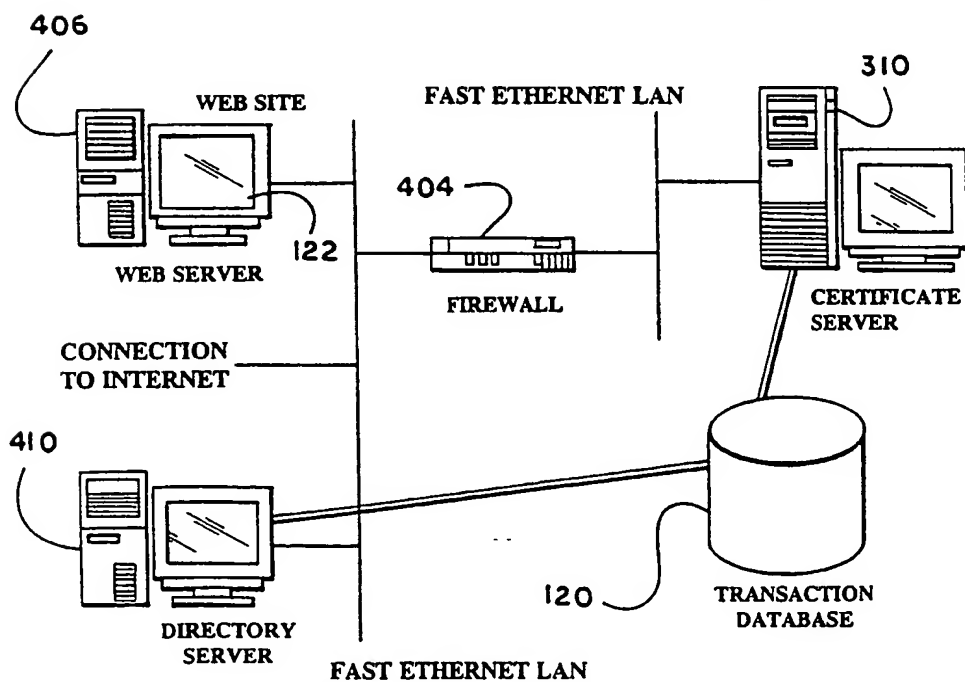 406
WEB SITE
FAST ETHERNET LAN
310
404
122
WEB SERVER
FIREWALL
CERTIFICATE
SERVER
CONNECTION
TO INTERNET
410
120
TRANSACTION
DATABASE
DIRECTORY
SERVER
FAST ETHERNET LAN